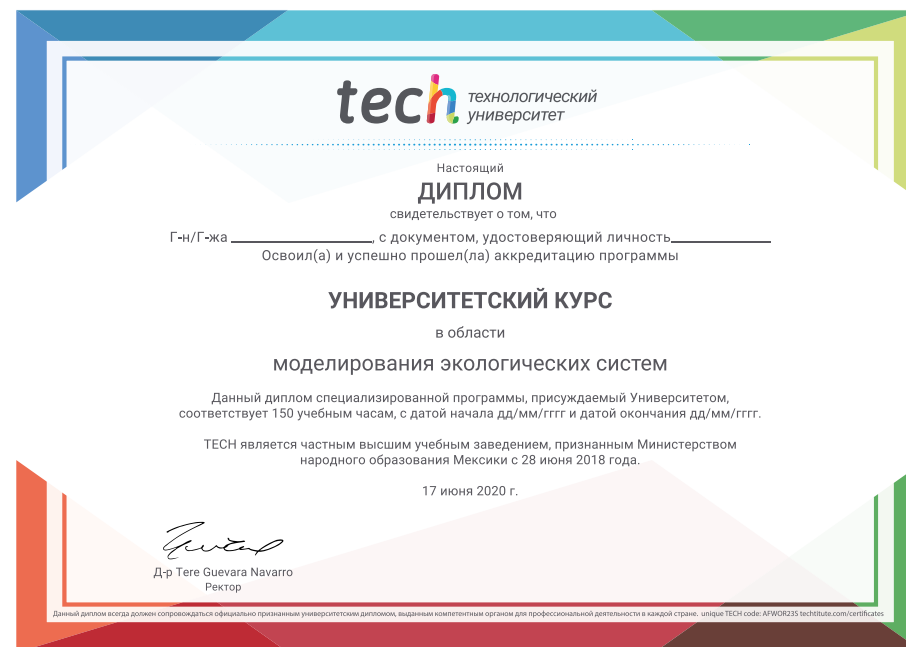 tech технологический
университет
Настоящий
ДИПЛОМ
свидетельствует о том, что
Г-н/Г-жа , с документом, удостоверяющий личность
Освоил(а) и успешно прошел(ла) аккредитацию программы
УНИВЕРСИТЕТСКИЙ КУРС
в области
моделирования экологических систем
Данный диплом специализированной программы, присуждаемый Университетом,
соответствует 150 учебным часам, с датой начала дд/мм/гггг и датой окончания дд/мм/гггг.
TECH является частным высшим учебным заведением, признанным Министерством
народного образования Мексики с 28 июня 2018 года.
17 июня 2020 г.
Д-р Tere Guevara Navarro
Ректор
Данный диплом всегда должен сопровождаться официально признанным университетским дипломом, выданным компетентным органом для профессиональной деятельности в каждой стране. unique TECH code: AFWOR23S techtitute.com/certificates